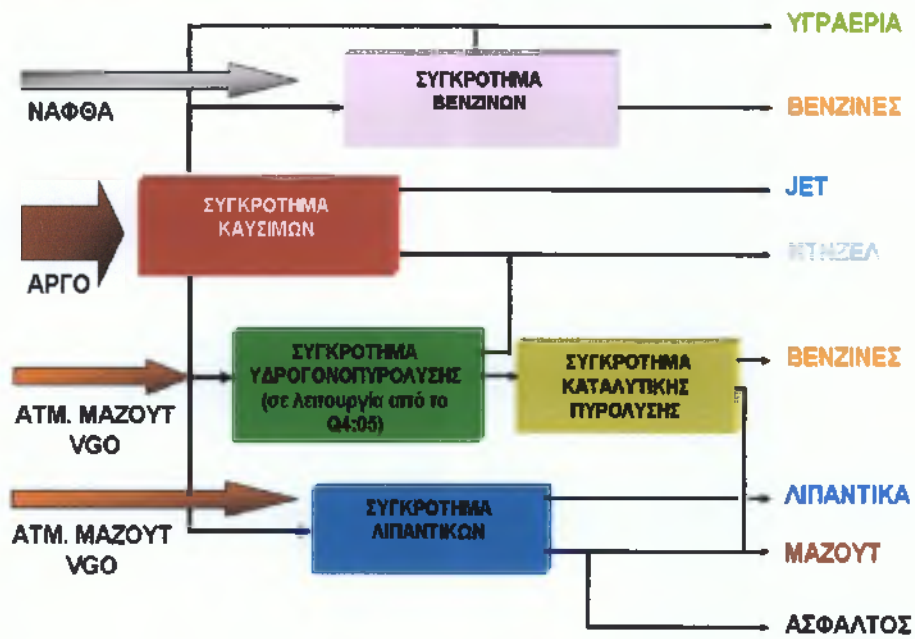 ΥΓΡΑΕΡΙΑ
ΣΥΓΚΡΟΤΗΜΑ
ΒΕΝΖΙΝΩΝ
ΝΑΦΘΑ
ΒΕΝΖΙΝΕΣ
ΣΥΓΚΡΟΤΗΜΑ
ΚΑΥΣΙΜΩΝ
JET
ΑΡΓΟ
ΝΤΗΖΕΛ
ΣΥΓΚΡΟΤΗΜΑ
ΥΔΡΟΓΟΝΟΠΥΡΟΛΥΣΗΣ
(σε λειτουργία από το
Q4:05)
ΣΥΓΚΡΟΤΗΜΑ
ΚΑΤΑΛΥΤΙΚΗΣ
ΠΥΡΟΛΥΣΗΣ
ΒΕΝΖΙΝΕΣ
ΑΤΜ. ΜΑΖΟΥΤ
VGO
ΣΥΓΚΡΟΤΗΜΑ
ΛΙΠΑΝΤΙΚΩΝ
ΛΙΠΑΝΤΙΚΑ
ΑΤΜ. ΜΑΖΟΥΤ
VGO
ΜΑΖΟΥΤ
ΑΣΦΑΛΤΟΣ